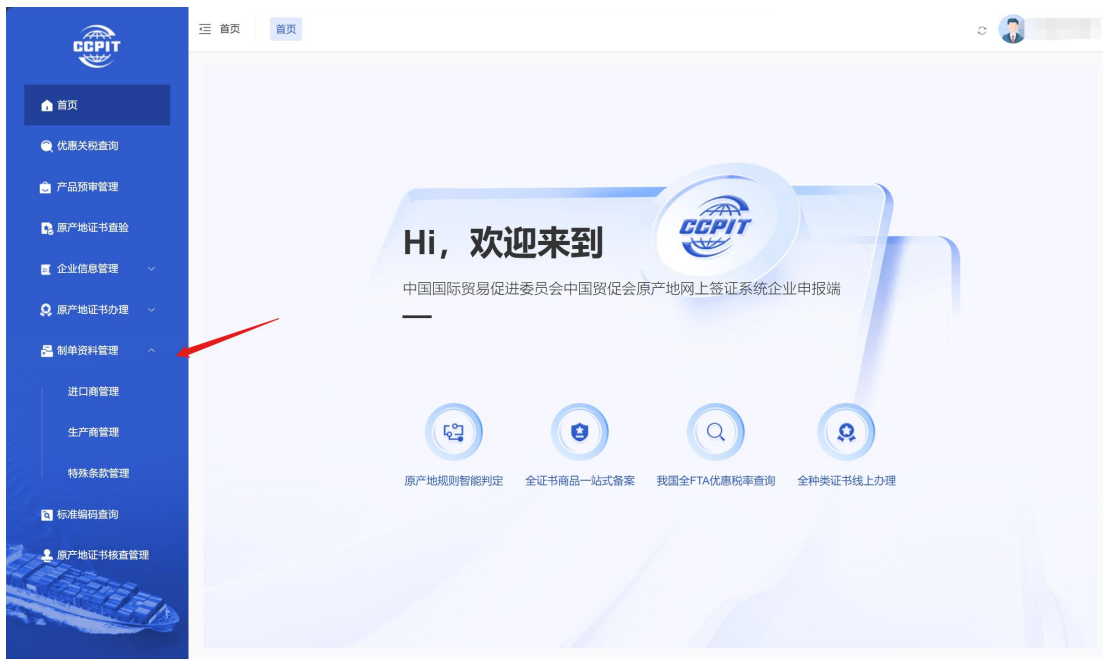 CCPIT
首页
首页
首页
优惠关税查询
产品预审管理
原产地证书查验
企业信息管理
原产地证书办理
制单资料管理
进口商管理
生产商管理
特殊条款管理
标准编码查询
原产地证书核查管理
CCPIT
Hi，欢迎来到
中国国际贸易促进委员会中国贸促会原产地网上签证系统企业申报端
原产地规则智能判定
全证书商品一站式备案
我国全FTA优惠税率查询
全种类证书线上办理